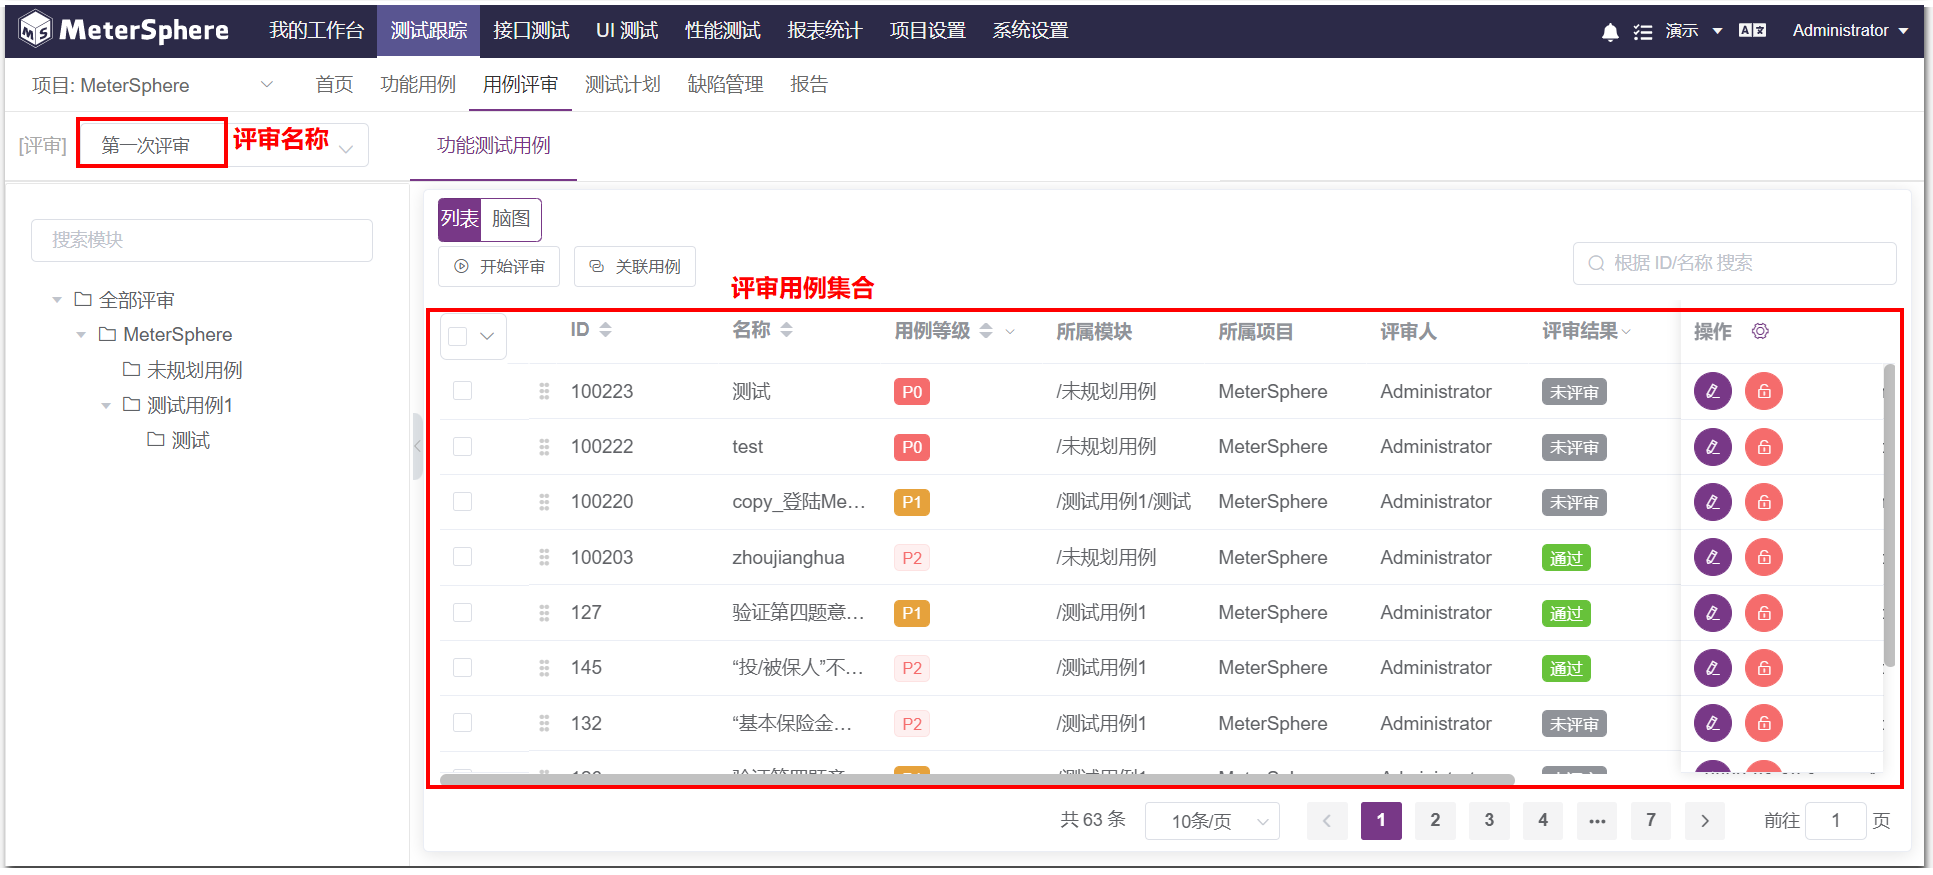 MeterSphere 我的工作台 测试跟踪 接口测试 UI 测试 性能测试 报表统计 项目设置 系统设置 演示 Administrator
项目: MeterSphere 首页 功能用例 用例评审 测试计划 缺陷管理 报告
[评审] 第一次评审 评审名称 功能测试用例
列表 脑图
搜索模块
开始评审 关联用例 根据 ID/名称 搜索
评审用例集合
全部评审
MeterSphere
未规划用例
测试用例1
测试
ID 名称 用例等级 所属模块 所属项目 评审人 评审结果 操作
100223 测试 P0 /未规划用例 MeterSphere Administrator 未评审
100222 test P0 /未规划用例 MeterSphere Administrator 未评审
100220 copy_登陆Me... P1 /测试用例1/测试 MeterSphere Administrator 未评审
100203 zhoujianghua P2 /未规划用例 MeterSphere Administrator 通过
127 验证第四题意... P1 /测试用例1 MeterSphere Administrator 通过
145 “投/被保人”不... P2 /测试用例1 MeterSphere Administrator 通过
132 “基本保险金... P2 /测试用例1 MeterSphere Administrator 未评审
共 63 条 10条/页 1 2 3 4 ••• 7 前往 1 页